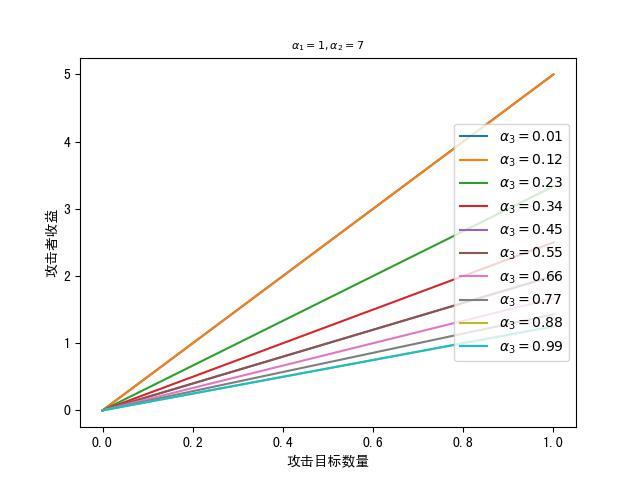 α₁ = 1, α₂ = 7
攻击者收益
5
4
3
2
1
0
α₃ = 0.01
α₃ = 0.12
α₃ = 0.23
α₃ = 0.34
α₃ = 0.45
α₃ = 0.55
α₃ = 0.66
α₃ = 0.77
α₃ = 0.88
α₃ = 0.99
0.0 0.2 0.4 0.6 0.8 1.0
攻击目标数量